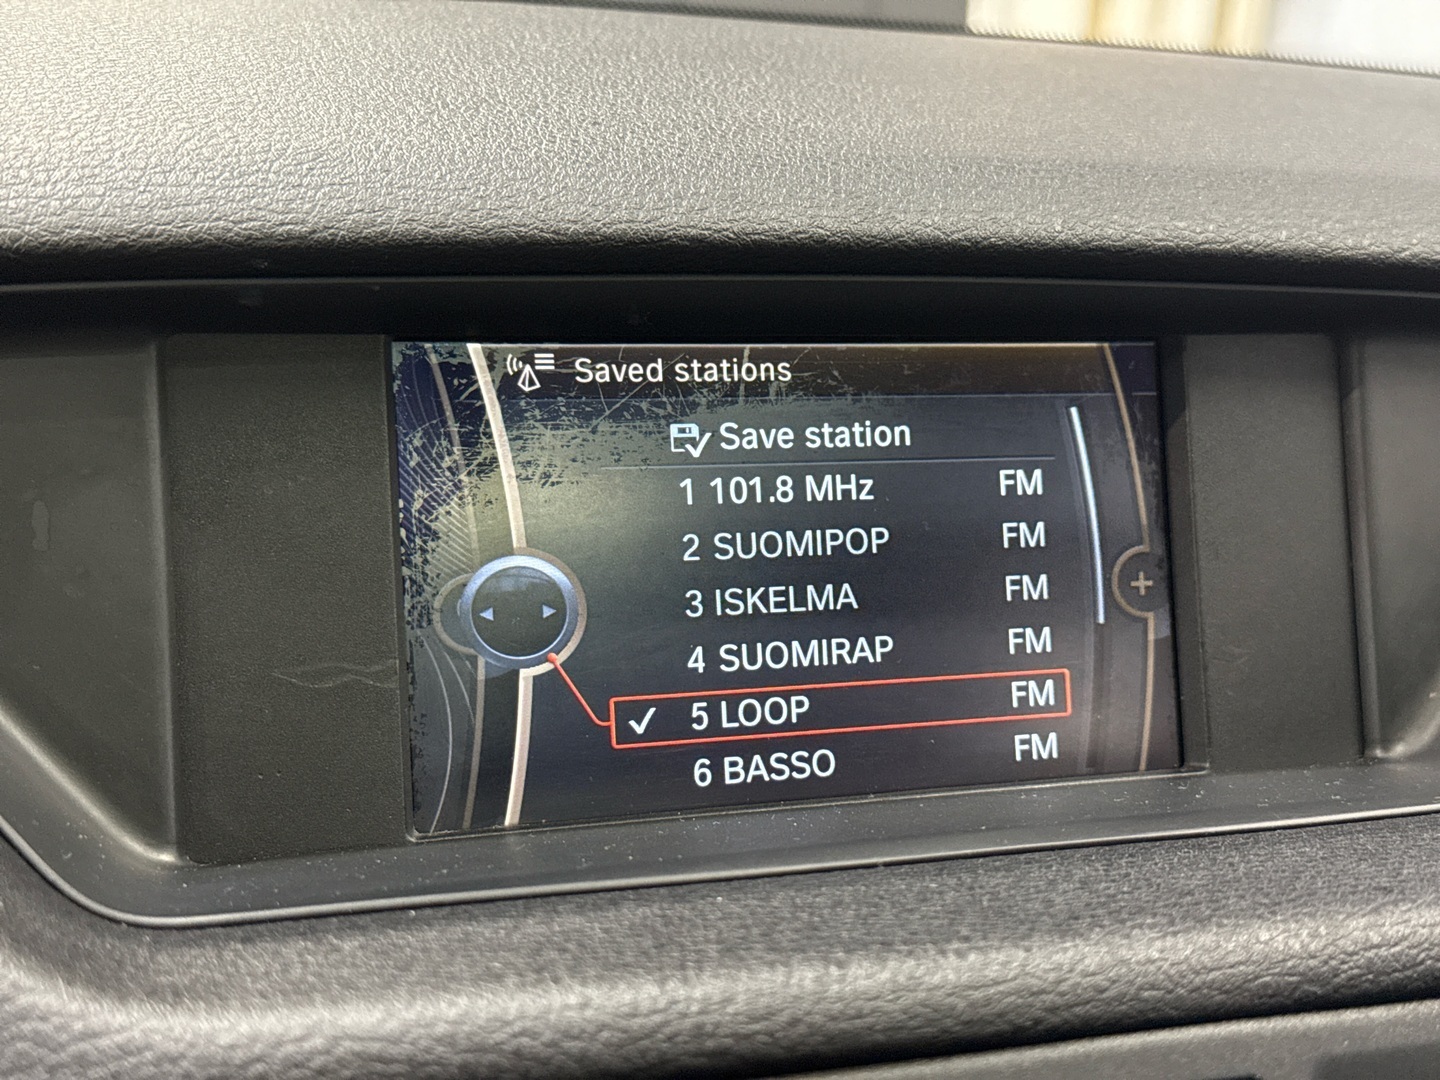 Saved stations
Save station
1 101.8 MHz FM
2 SUOMIPOP FM
3 ISKELMA FM
4 SUOMIRAP FM
5 LOOP FM
6 BASSO FM